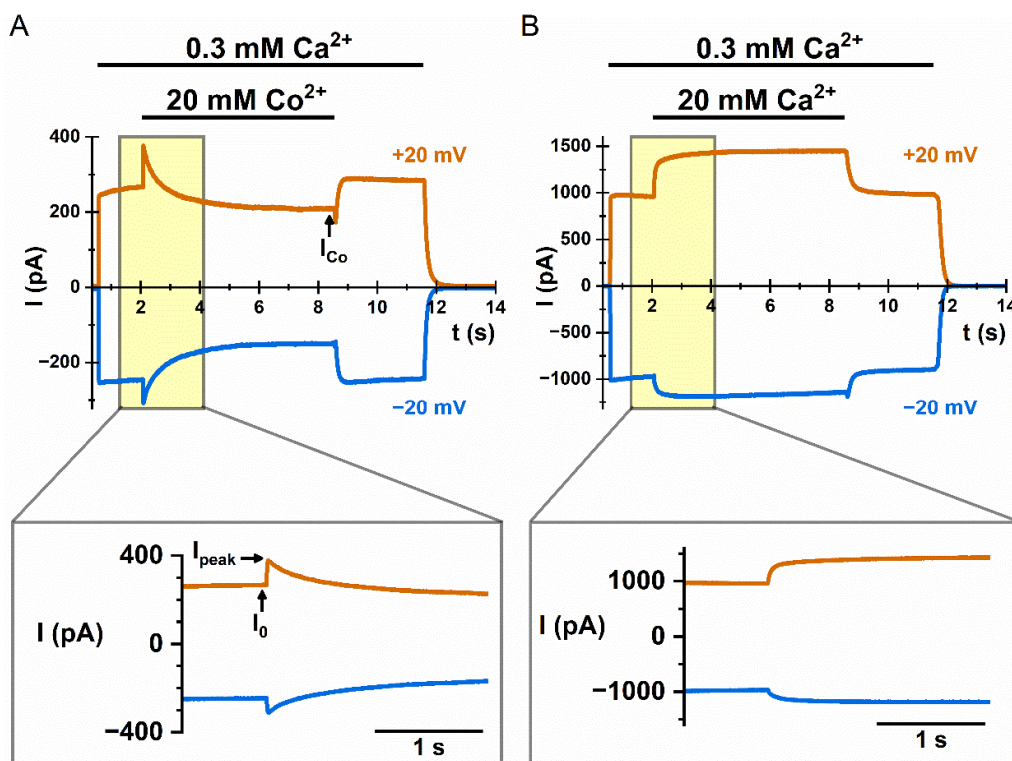 A
0.3 mM Ca²⁺
20 mM Co²⁺
400
200
0
−200
I (pA)
+20 mV
I_Co
2 4 6 8 10 12 14
t (s)
−20 mV
I_peak
400
I_0
I (pA)
0
−400
1 s
B
0.3 mM Ca²⁺
20 mM Ca²⁺
1500
1000
500
0
−500
−1000
I (pA)
+20 mV
2 4 6 8 10 12 14
t (s)
−20 mV
1000
I (pA)
0
−1000
1 s